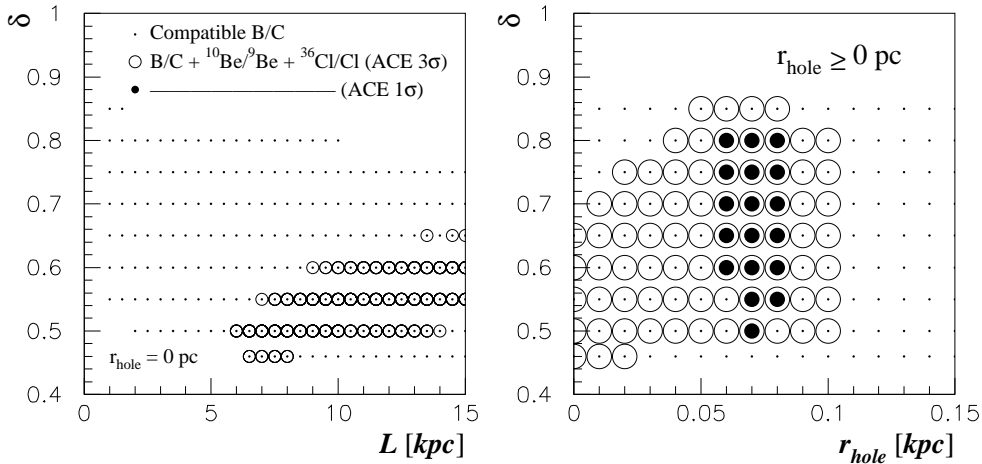 δ
1
0.9
0.8
0.7
0.6
0.5
0.4
Compatible B/C
B/C + ¹⁰Be/⁹Be + ³⁶Cl/Cl (ACE 3σ)
(ACE 1σ)
r_hole = 0 pc
0 5 10 15
L [kpc]
δ
1
0.9
0.8
0.7
0.6
0.5
0.4
r_hole ≥ 0 pc
0 0.05 0.1 0.15
r_hole [kpc]